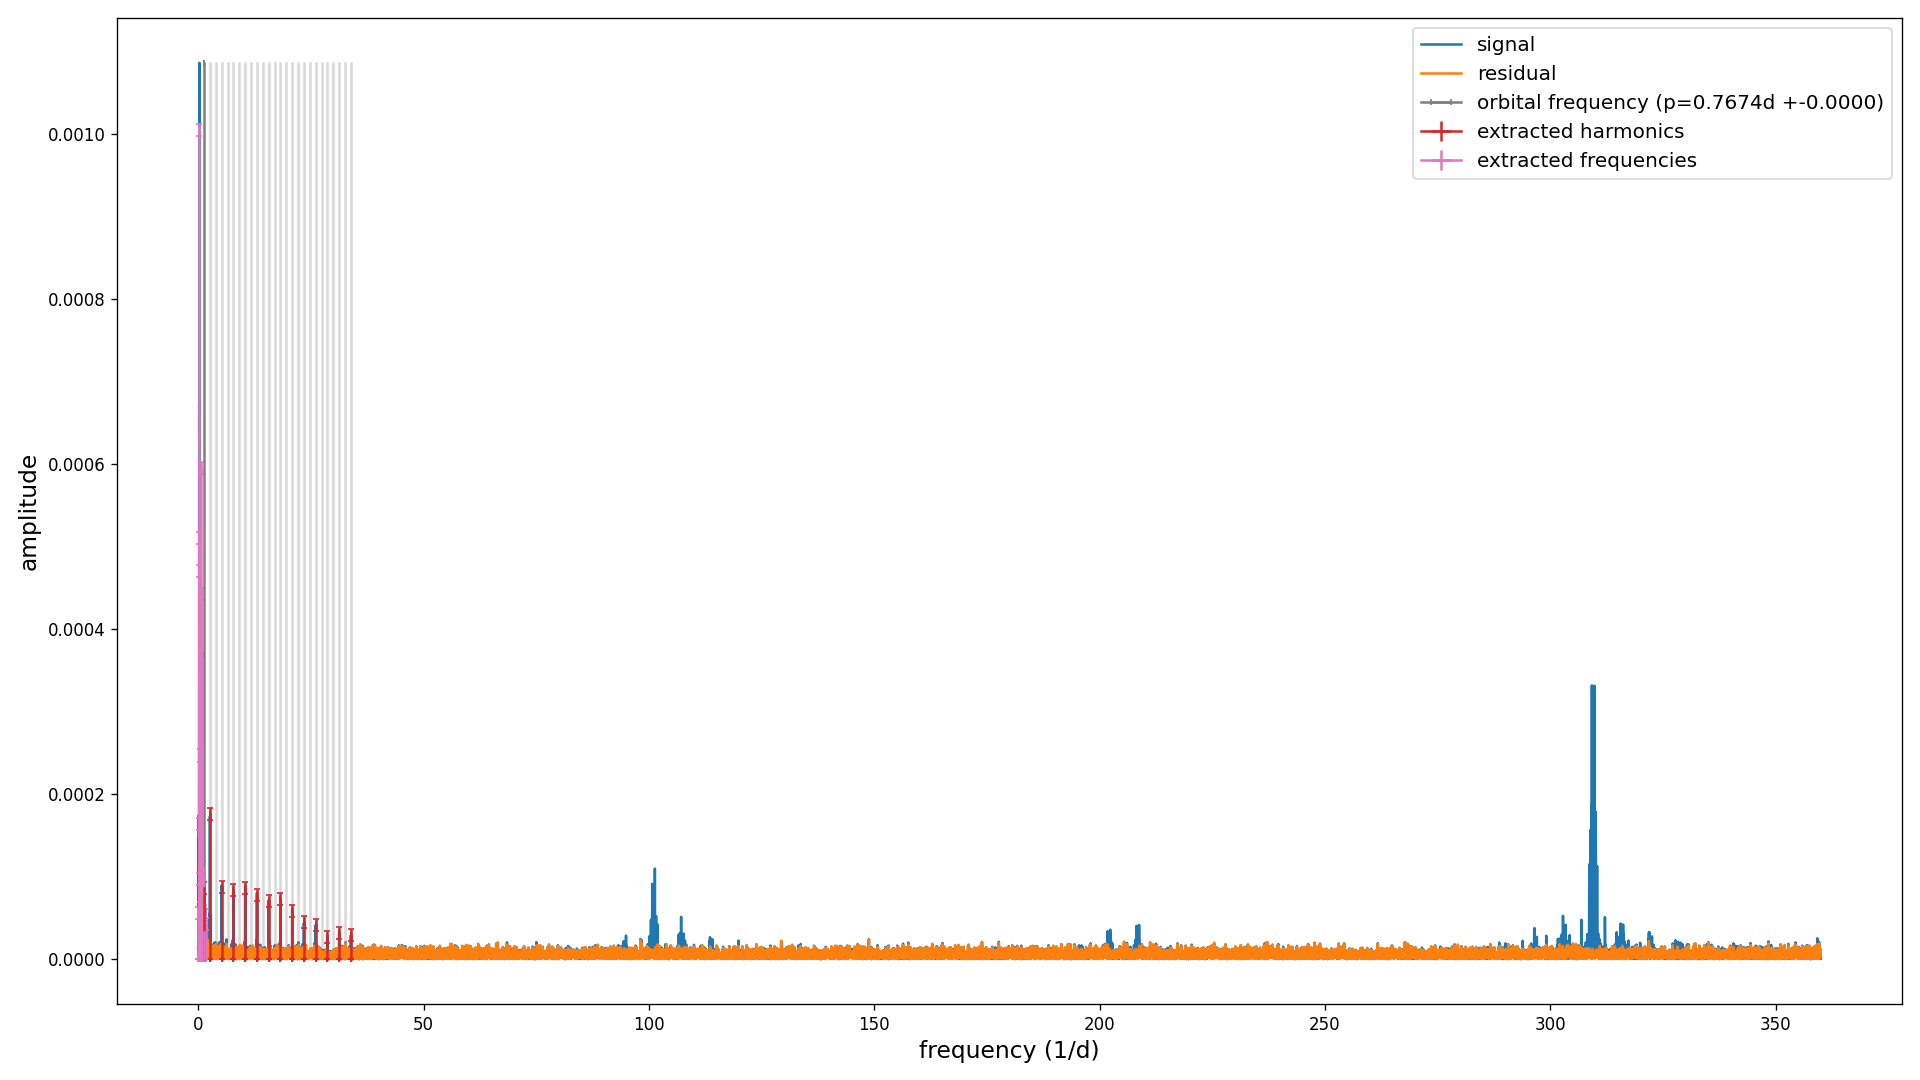 signal
residual
orbital frequency (p=0.7674d +-0.0000)
extracted harmonics
extracted frequencies
0.0010
0.0008
0.0006
0.0004
0.0002
0.0000
amplitude
0 50 100 150 200 250 300 350
frequency (1/d)